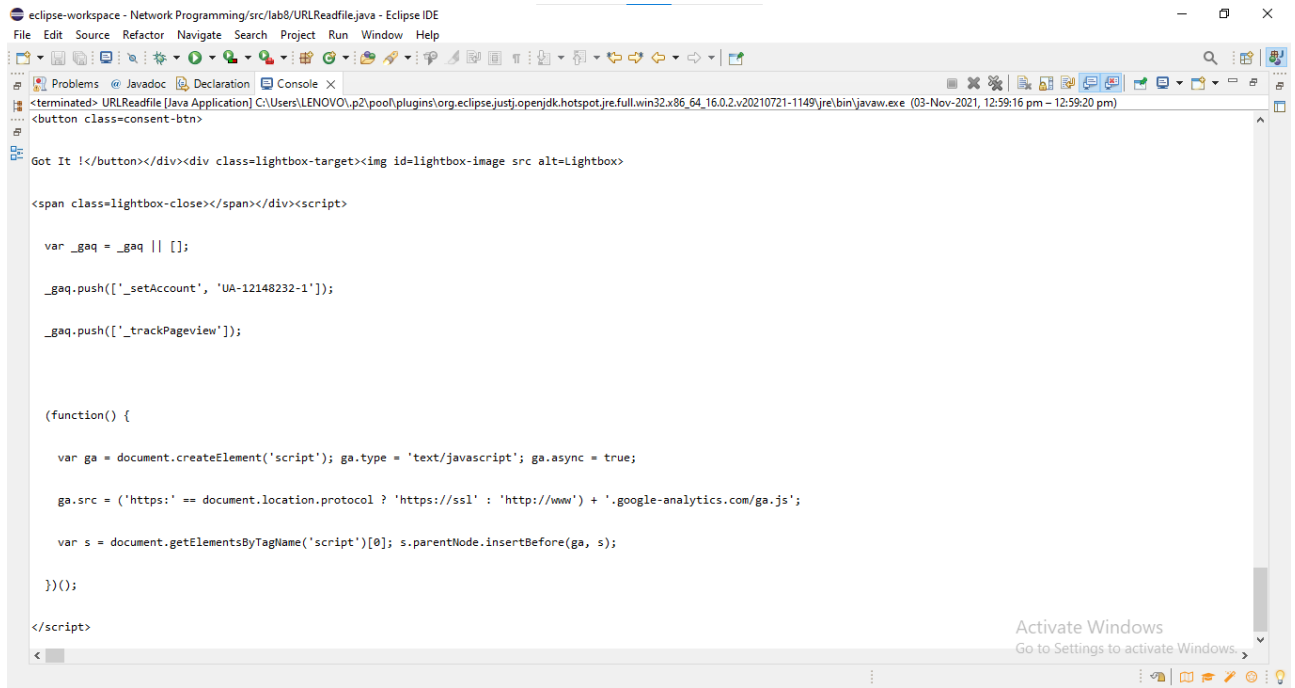 eclipse-workspace - Network Programming/src/lab8/URLReadfile.java - Eclipse IDE
File Edit Source Refactor Navigate Search Project Run Window Help
Problems @ Javadoc Declaration Console
<terminated> URLReadfile [Java Application] C:\Users\LENOVO\.p2\pool\plugins\org.eclipse.justj.openjdk.hotspot.jre.full.win32.x86_64_16.0.2.v20210721-1149\jre\bin\javaw.exe (03-Nov-2021, 12:59:16 pm – 12:59:20 pm)
<button class=consent-btn>
Got It !</button></div><div class=lightbox-target><img id=lightbox-image src alt=Lightbox>
<span class=lightbox-close></span></div><script>
var _gaq = _gaq || [];
_gaq.push(['_setAccount', 'UA-12148232-1']);
_gaq.push(['_trackPageview']);
(function() {
var ga = document.createElement('script'); ga.type = 'text/javascript'; ga.async = true;
ga.src = ('https:' == document.location.protocol ? 'https://ssl' : 'http://www') + '.google-analytics.com/ga.js';
var s = document.getElementsByTagName('script')[0]; s.parentNode.insertBefore(ga, s);
})();
</script>
Activate Windows
Go to Settings to activate Windows.